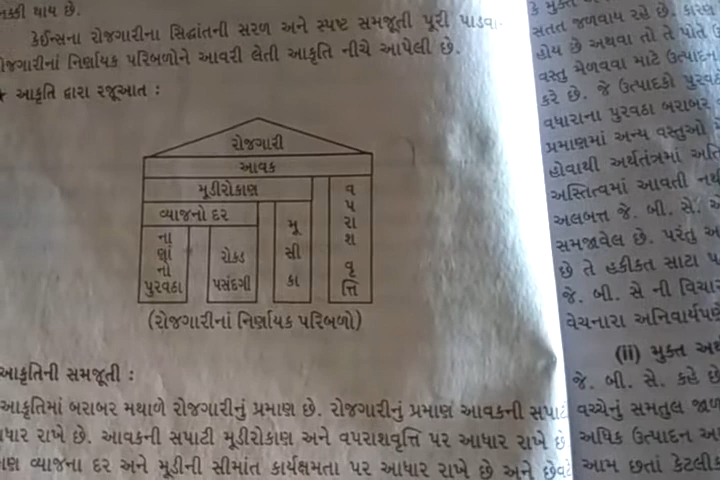 નક્કી થાય છે.
કેઈન્સના રોજગારીના સિદ્ધાંતની સરળ અને સ્પષ્ટ સમજૂતી પૂરી પાડવા
રોજગારીનાં નિર્ણાયક પરિબળોને આવરી લેતી આકૃતિ નીચે આપેલી છે.
★ આકૃતિ દ્વારા રજૂઆત :
રોજગારી
આવક
મૂડીરોકાણ
વ્યાજનો દર
નાણાંનો પુરવઠા
રોકડ પસંદગી
મૂ સી કા
વપરાશ વૃત્તિ
(રોજગારીનાં નિર્ણાયક પરિબળો)
આકૃતિની સમજૂતી :
આકૃતિમાં બરાબર મથાળે રોજગારીનું પ્રમાણ છે. રોજગારીનું પ્રમાણ આવકની સપાટી
આધાર રાખે છે. આવકની સપાટી મૂડીરોકાણ અને વપરાશવૃત્તિ પર આધાર રાખે છે
વ્યાજના દર અને મૂડીની સીમાંત કાર્યક્ષમતા પર આધાર રાખે છે અને છેવટે
કે મુક્ત
સતત જળવાય રહે છે. કારણ
હોય છે અથવા તો તે પોતે
વસ્તુ મેળવવા માટે ઉત્પાદન
કરે છે. જે ઉત્પાદકો પુરવઠ
વધારાના પુરવઠા બરાબર
પ્રમાણમાં અન્ય વસ્તુઓ
હોવાથી અર્થતંત્રમાં અતિ
અસ્તિત્વમાં આવતી નથી
અલબત્ત જે. બી. સે.
સમજાવેલ છે. પરંતુ
છે તે હકીકત સાટા
જે. બી. સે ની વિચાર
વેચનારા અનિવાર્યપણે
(ii) મુક્ત અર્થ
જે. બી. સે. કહે છે
વચ્ચેનું સમતુલ જાળ
અધિક ઉત્પાદન
આમ છતાં કેટલીક